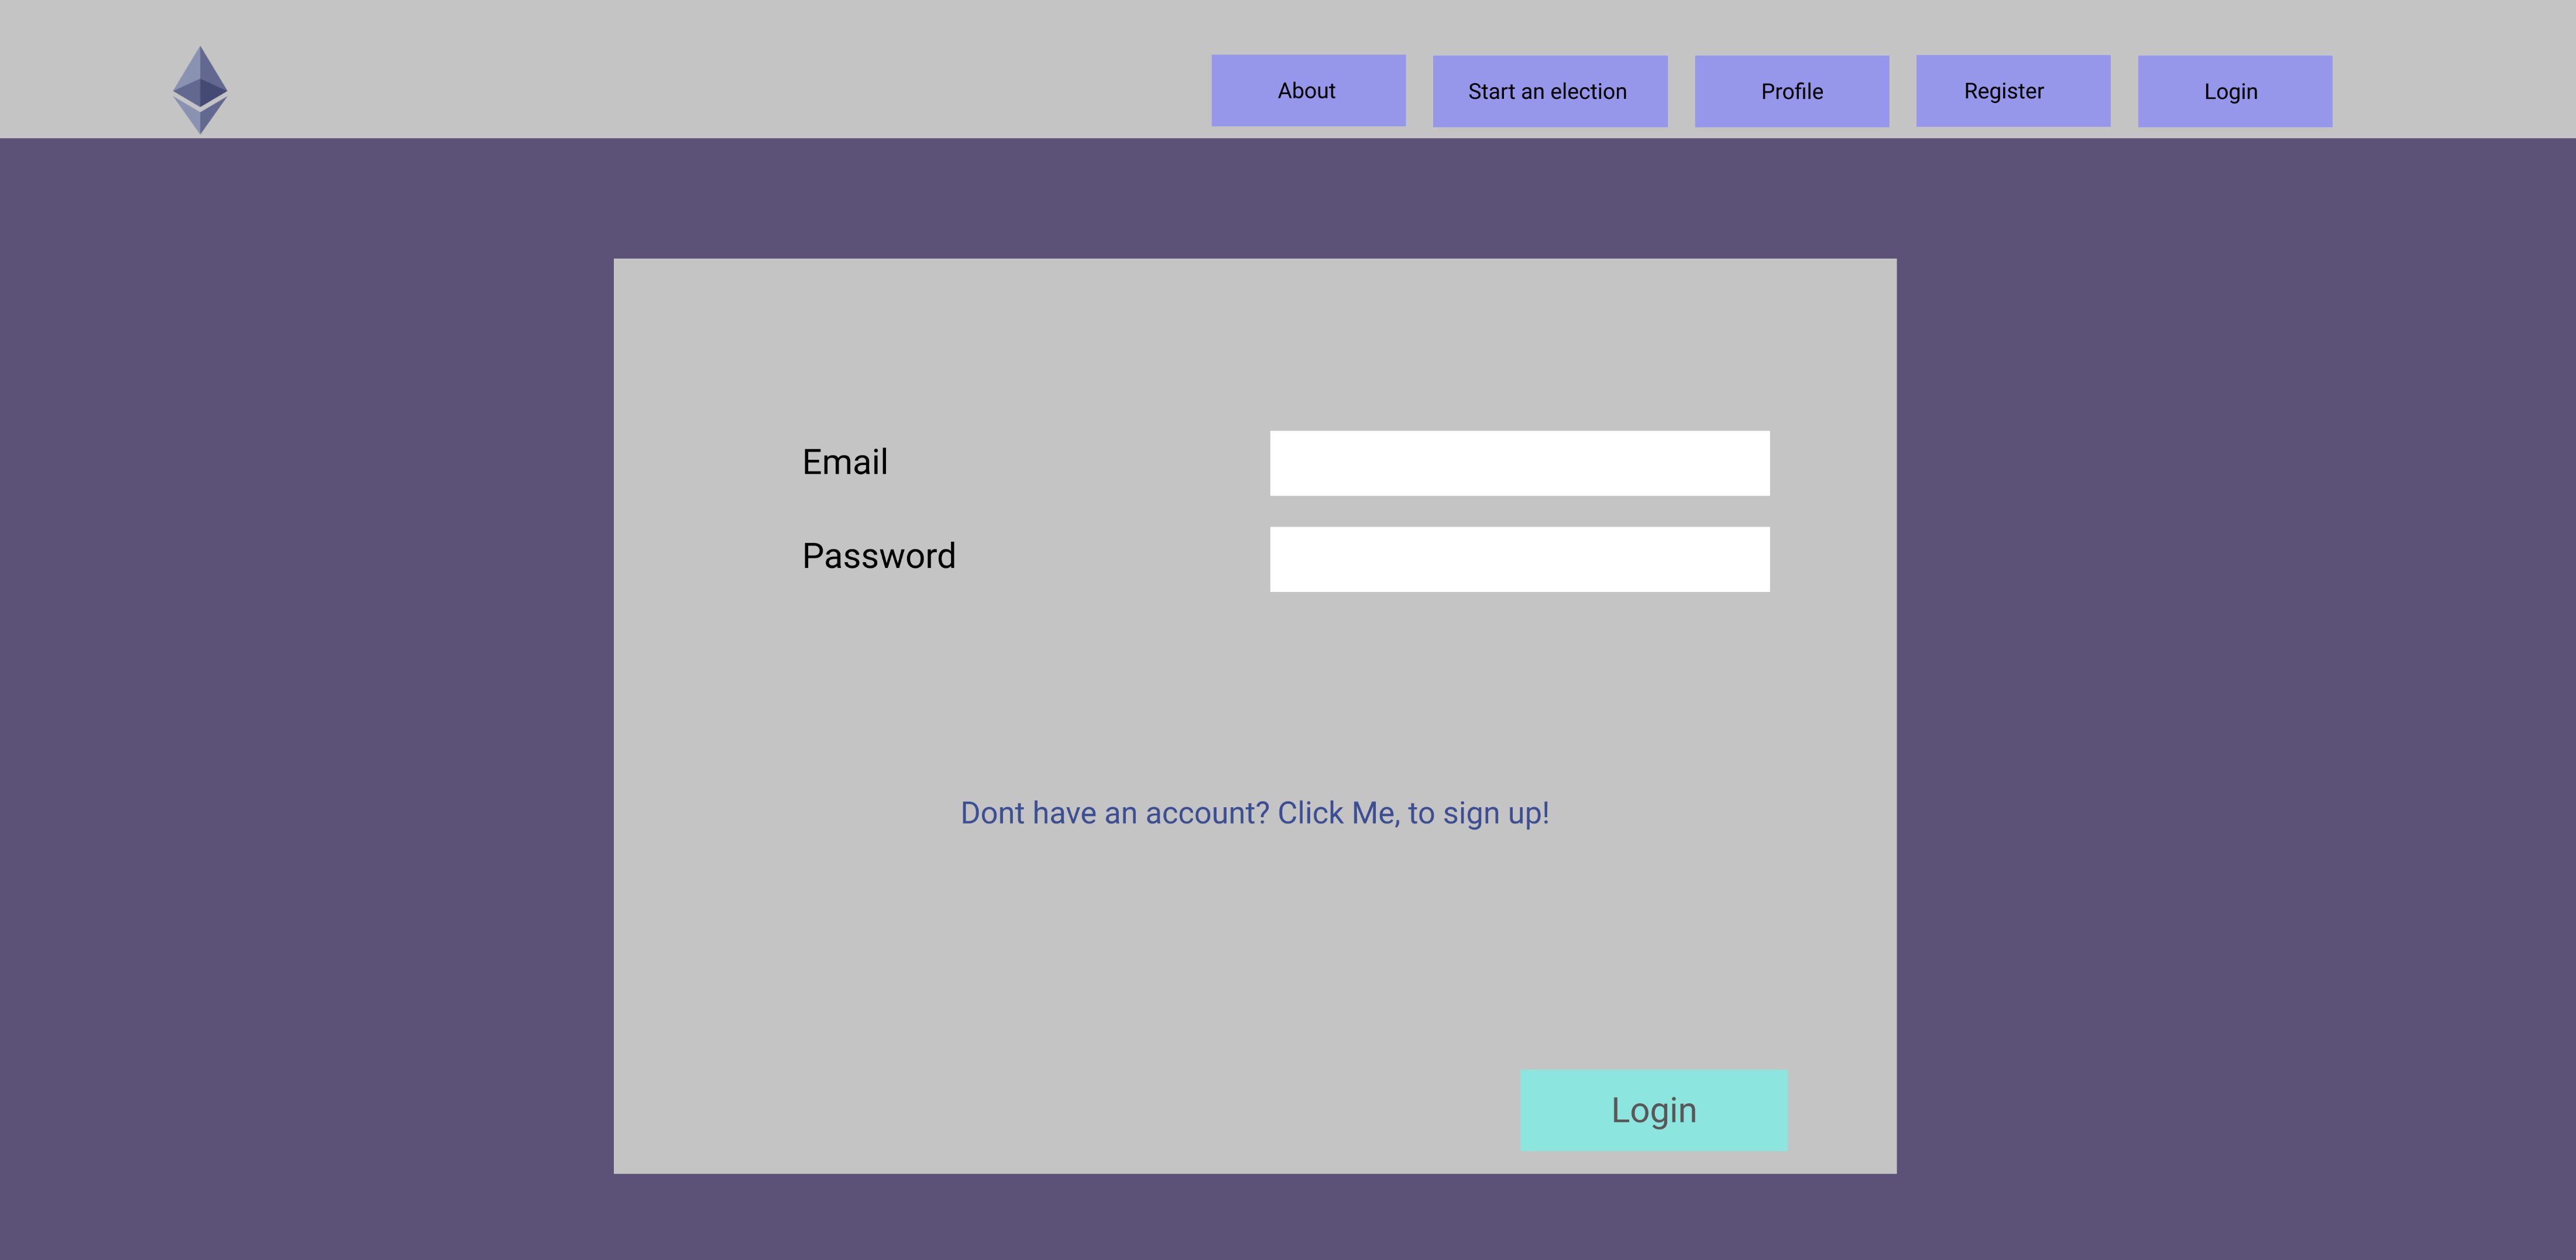 About
Start an election
Profile
Register
Login
Email
Password
Dont have an account? Click Me, to sign up!
Login